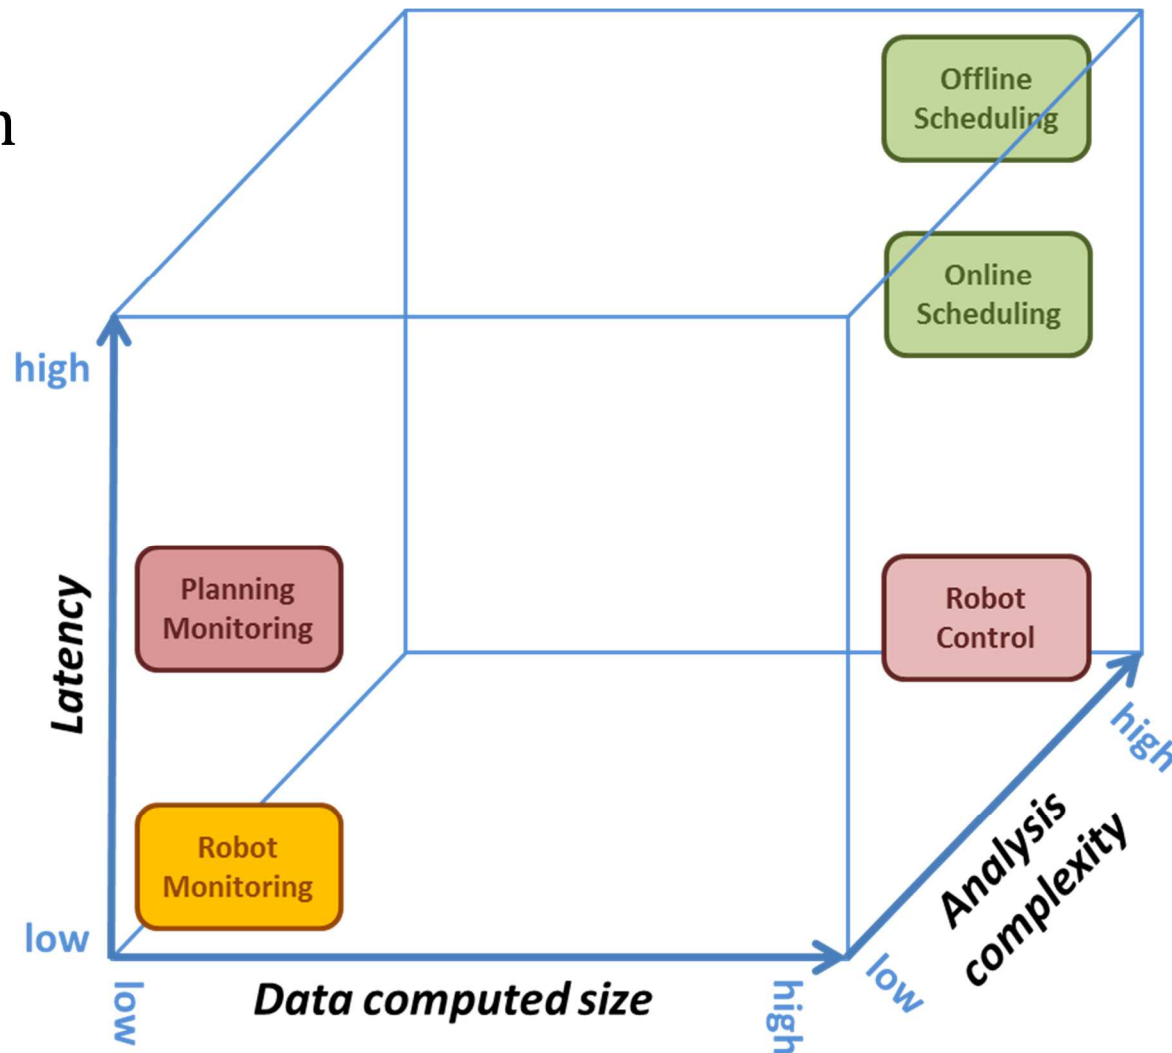 n
Offline
Scheduling
Online
Scheduling
high
Planning
Monitoring
Robot
Control
Latency
high
Robot
Monitoring
Analysis
complexity
low
low
Data computed size
high
low